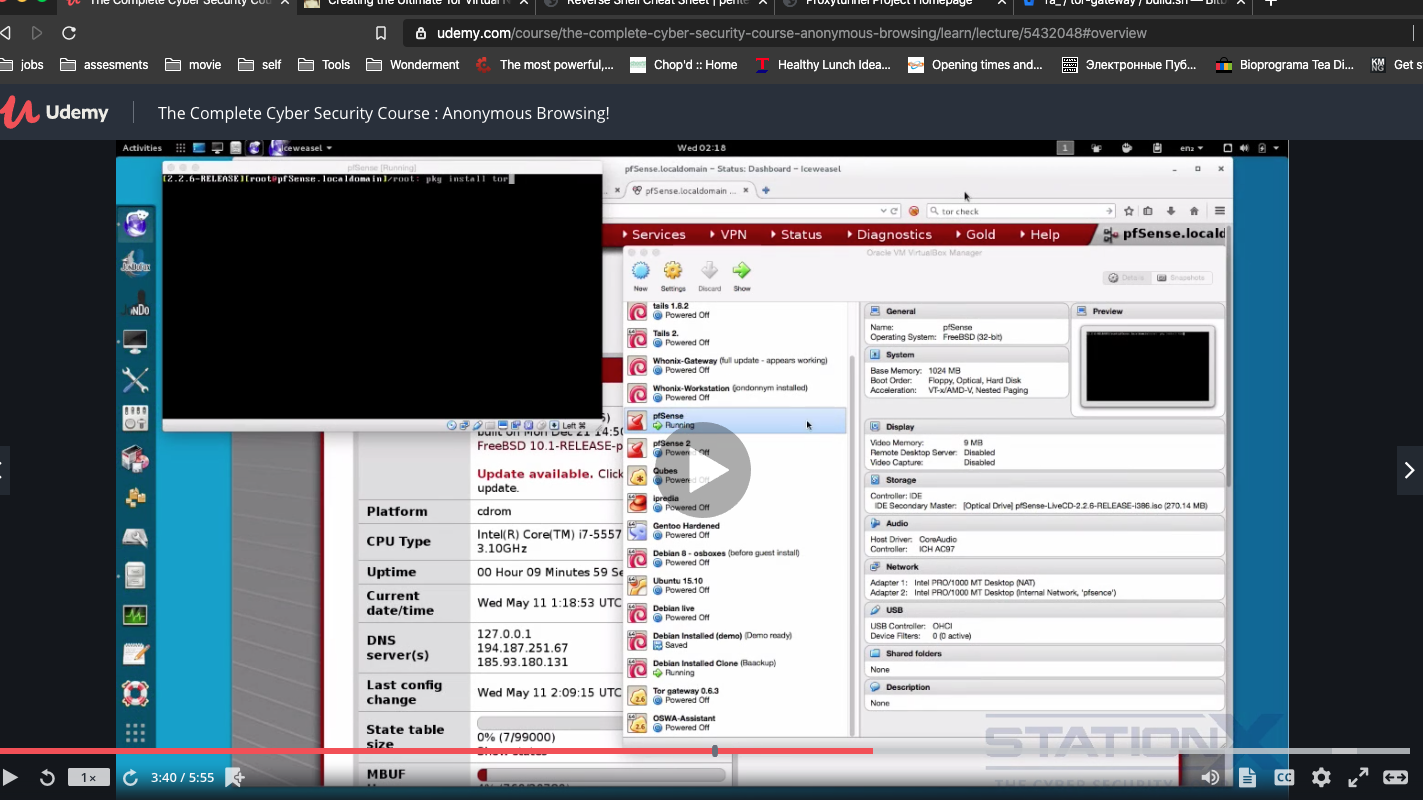 The Complete Cyber Security Cou
Creating the Ultimate Tor Virtual N
Reverse Shell Cheat Sheet | pente
Proxytunnel Project Homepage
udemy.com/course/the-complete-cyber-security-course-anonymous-browsing/learn/lecture/5432048#overview
jobs
assesments
movie
self
Tools
Wonderment
The most powerful,...
Chop'd :: Home
Healthy Lunch Idea...
Opening times and...
Электронные Пуб...
Bioprograma Tea Di...
KM
NG
Get s
Udemy
The Complete Cyber Security Course : Anonymous Browsing!
Activities
Iceweasel
Wed 02:18
1
en₂
pfSense [Running]
[2.2.6-RELEASE][root@pfSense.localdomain]/root: pkg install tor
Left ⌘
pfSense.localdomain - Status: Dashboard - Iceweasel
pfSense.localdomain ...
tor check
Services
VPN
Status
Diagnostics
Gold
Help
pfSense.locald
Oracle VM VirtualBox Manager
New
Settings
Discard
Show
Details
Snapshots
tails 1.8.2
Powered Off
Tails 2.
Powered Off
Whonix-Gateway (full update - appears working)
Powered Off
Whonix-Workstation (jondonnym installed)
Powered Off
pfSense
Running
pfSense 2
Powered Off
Qubes
Powered
ipredia
Powered Off
Gentoo Hardened
Powered Off
Debian 8 - osboxes (before guest install)
Powered Off
Ubuntu 15.10
Powered Off
Debian live
Powered Off
Debian Installed (demo) (Demo ready)
Saved
Debian Installed Clone (Baackup)
Running
Tor gateway 0.6.3
Powered Off
OSWA-Assistant
Powered Off
General
Name: pfSense
Operating System: FreeBSD (32-bit)
System
Base Memory: 1024 MB
Boot Order: Floppy, Optical, Hard Disk
Acceleration: VT-x/AMD-V, Nested Paging
Preview
Display
Video Memory: 9 MB
Remote Desktop Server: Disabled
Video Capture: Disabled
Storage
Controller: IDE
IDE Secondary Master: [Optical Drive] pfSense-LiveCD-2.2.6-RELEASE-i386.iso (270.14 MB)
Audio
Host Driver: CoreAudio
Controller: ICH AC97
Network
Adapter 1: Intel PRO/1000 MT Desktop (NAT)
Adapter 2: Intel PRO/1000 MT Desktop (Internal Network, 'pfsence')
USB
USB Controller: OHCI
Device Filters: 0 (0 active)
Shared folders
None
Description
None
built on Mon Dec 21 14:50
FreeBSD 10.1-RELEASE-p
Update available. Click
update.
Platform
cdrom
CPU Type
Intel(R) Core(TM) i7-5557
3.10GHz
Uptime
00 Hour 09 Minutes 59 Se
Current
date/time
Wed May 11 1:18:53 UTC
DNS
server(s)
127.0.0.1
194.187.251.67
185.93.180.131
Last config
change
Wed May 11 2:09:15 UTC
State table
size
0% (7/99000)
MBUF
STATIONX
THE CYBER SECURITY
1×
3:40 / 5:55
CC